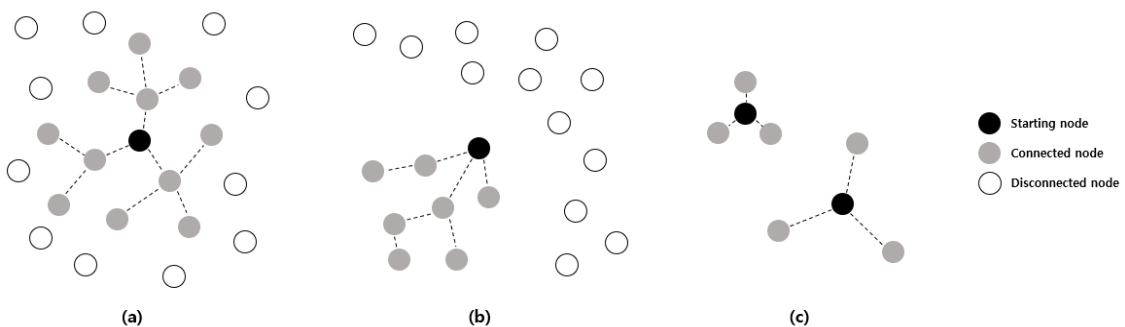 Starting node
Connected node
Disconnected node
(a)
(b)
(c)